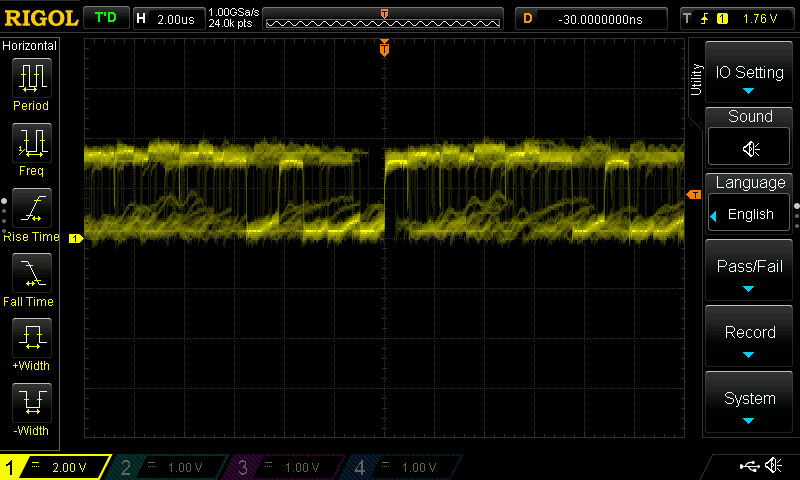 RIGOL T'D H 2.00us 1.00GSa/s 24.0k pts T D -30.0000000ns T 1 1.76 V
Horizontal
Period
Freq
Rise Time
Fall Time
+Width
-Width
T
T
1
Utility
IO Setting
Sound
Language
English
Pass/Fail
Record
System
1 2.00 V 2 1.00 V 3 1.00 V 4 1.00 V